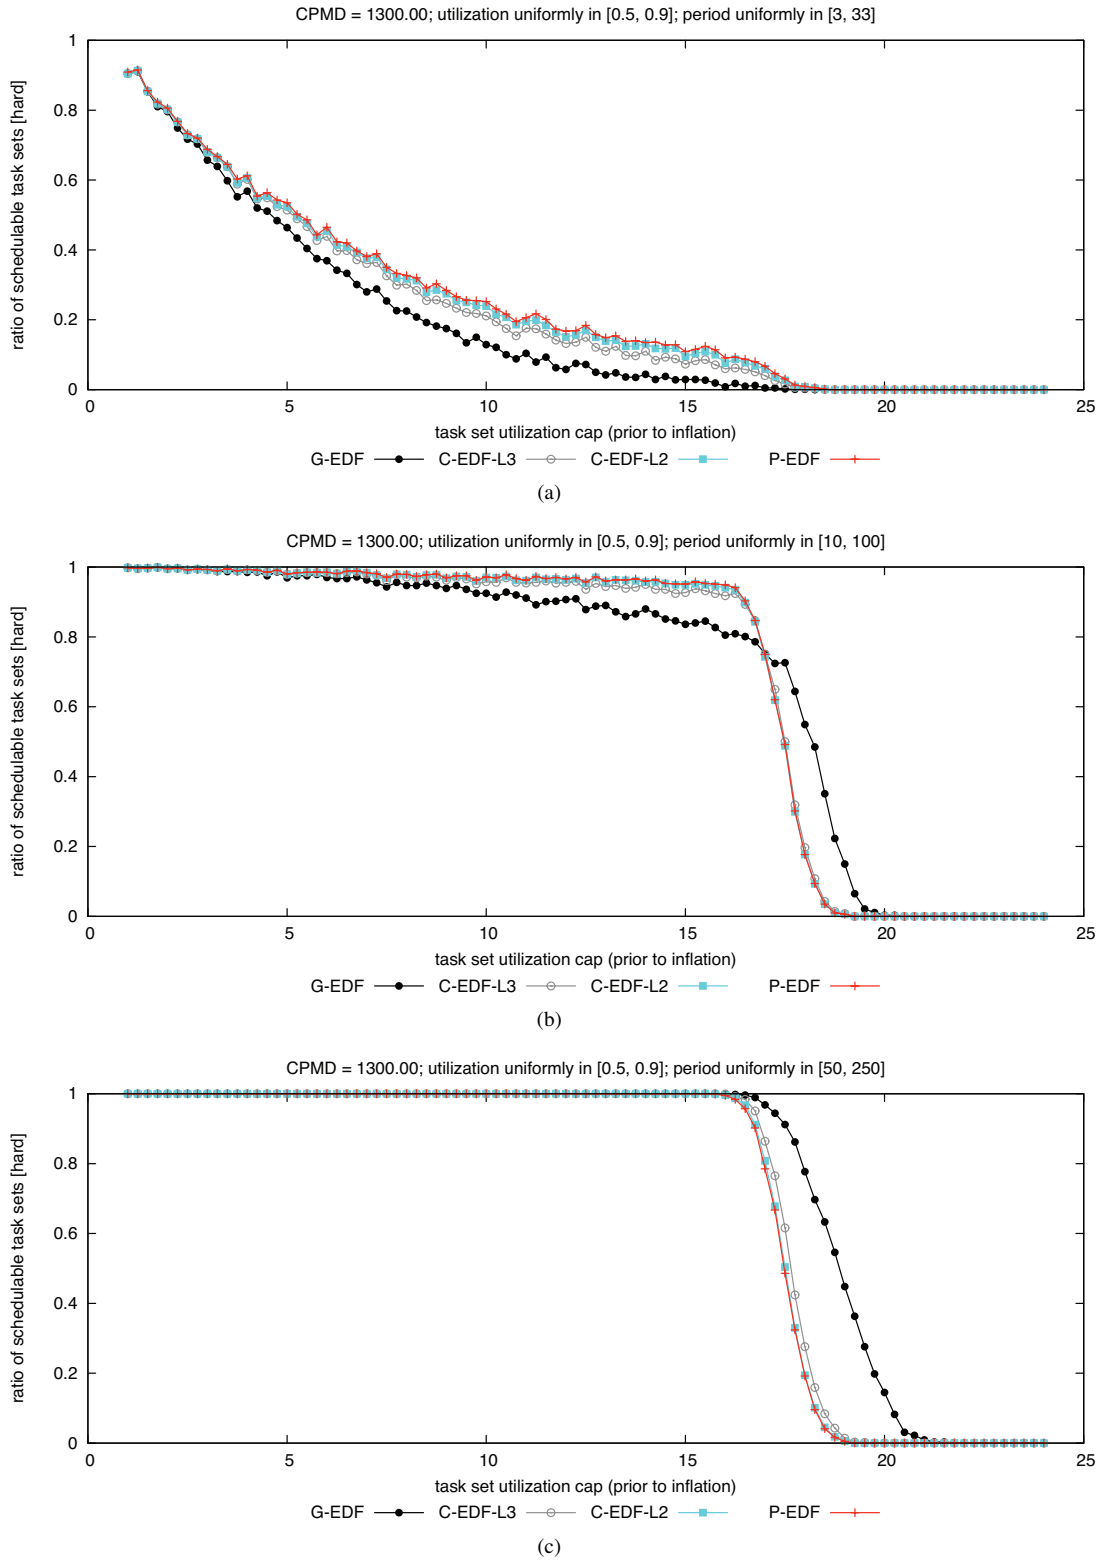 CPMD = 1300.00; utilization uniformly in [0.5, 0.9]; period uniformly in [3, 33]
ratio of schedulable task sets [hard]
1
0.8
0.6
0.4
0.2
0
0 5 10 15 20 25
task set utilization cap (prior to inflation)
G-EDF C-EDF-L3 C-EDF-L2 P-EDF
(a)
CPMD = 1300.00; utilization uniformly in [0.5, 0.9]; period uniformly in [10, 100]
ratio of schedulable task sets [hard]
1
0.8
0.6
0.4
0.2
0
0 5 10 15 20 25
task set utilization cap (prior to inflation)
G-EDF C-EDF-L3 C-EDF-L2 P-EDF
(b)
CPMD = 1300.00; utilization uniformly in [0.5, 0.9]; period uniformly in [50, 250]
ratio of schedulable task sets [hard]
1
0.8
0.6
0.4
0.2
0
0 5 10 15 20 25
task set utilization cap (prior to inflation)
G-EDF C-EDF-L3 C-EDF-L2 P-EDF
(c)